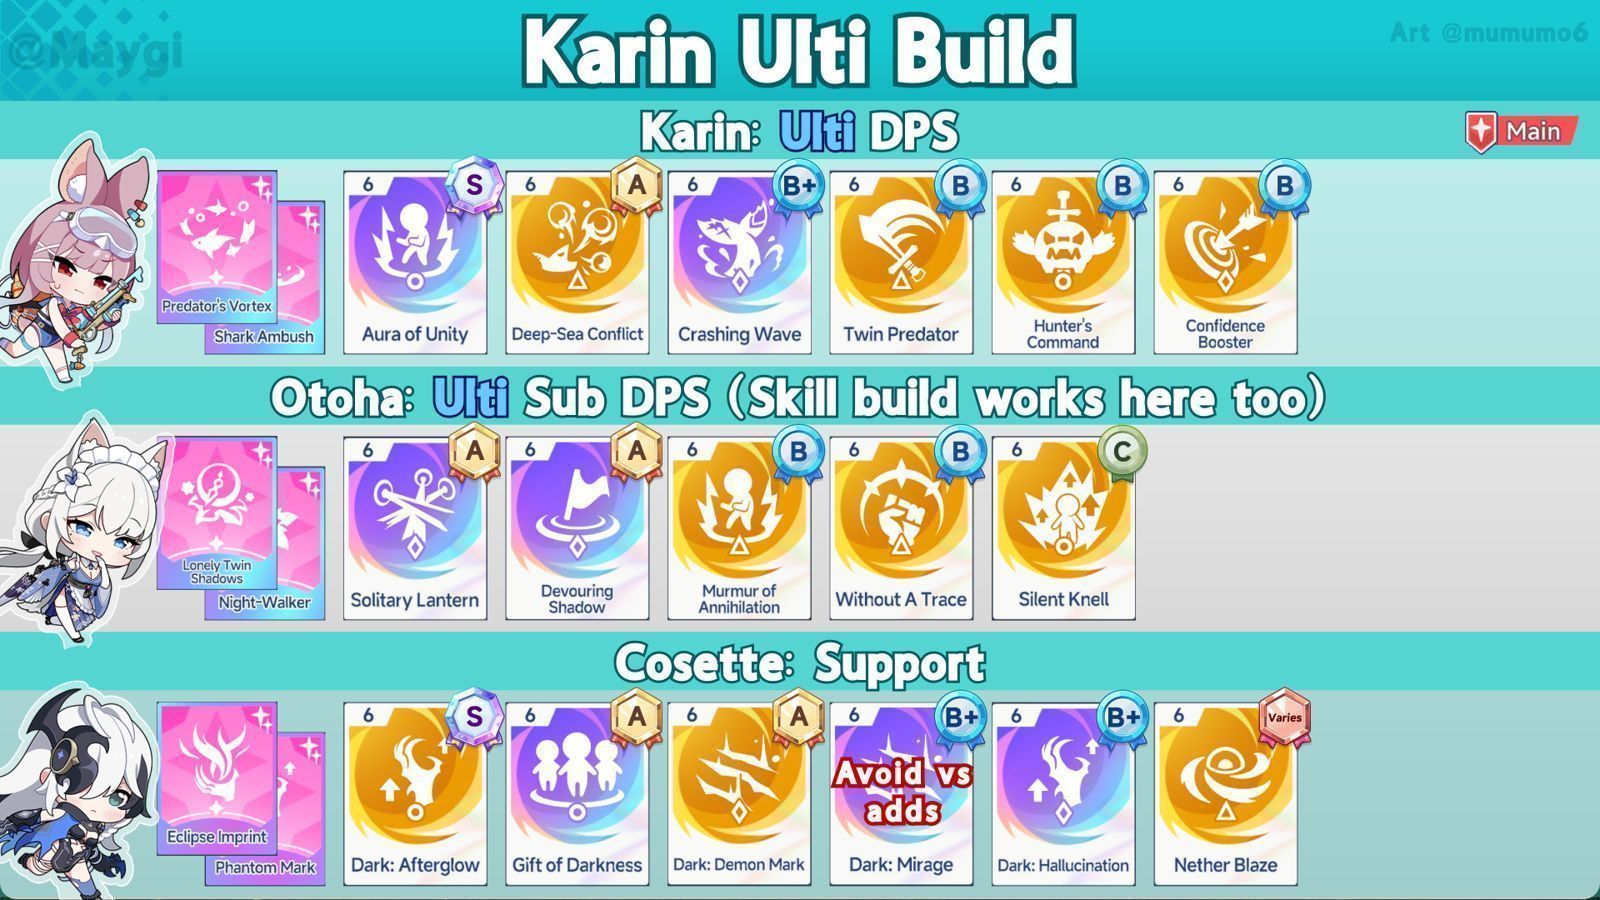 @Maygi
Karin Ulti Build
Art @mumumo6
Karin: Ulti DPS
Main
Predator's Vortex
Shark Ambush
6 S
Aura of Unity
6 A
Deep-Sea Conflict
6 B+
Crashing Wave
6 B
Twin Predator
6 B
Hunter's
Command
6 B
Confidence
Booster
Otoha: Ulti Sub DPS (Skill build works here too)
Lonely Twin
Shadows
Night-Walker
6 A
Solitary Lantern
6 A
Devouring
Shadow
6 B
Murmur of
Annihilation
6 B
Without A Trace
6 C
Silent Knell
Cosette: Support
Eclipse Imprint
Phantom Mark
6 S
Dark: Afterglow
6 A
Gift of Darkness
6 A
Dark: Demon Mark
6 B+
Avoid vs
adds
Dark: Mirage
6 B+
Dark: Hallucination
6 Varies
Nether Blaze